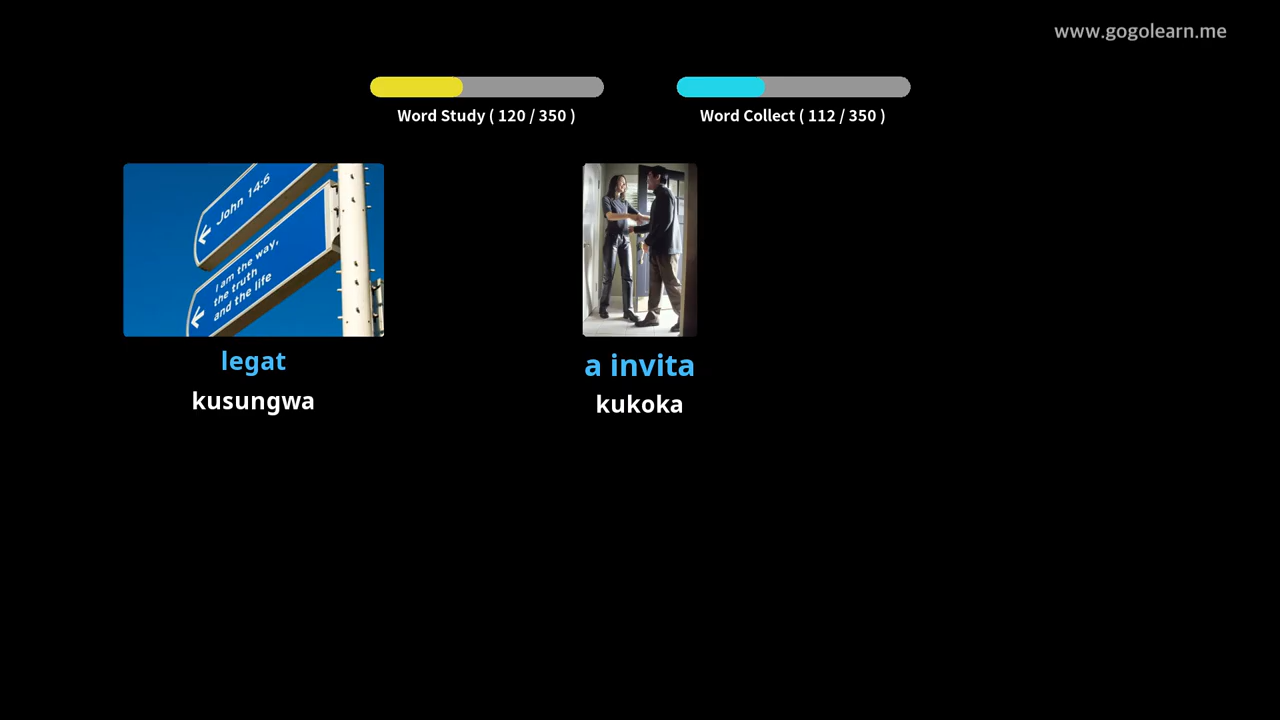 www.gogolearn.me
Word Study ( 120 / 350 )
Word Collect ( 112 / 350 )
John 14:6
I am the way,
the truth
and the life
legat
kusungwa
a invita
kukoka